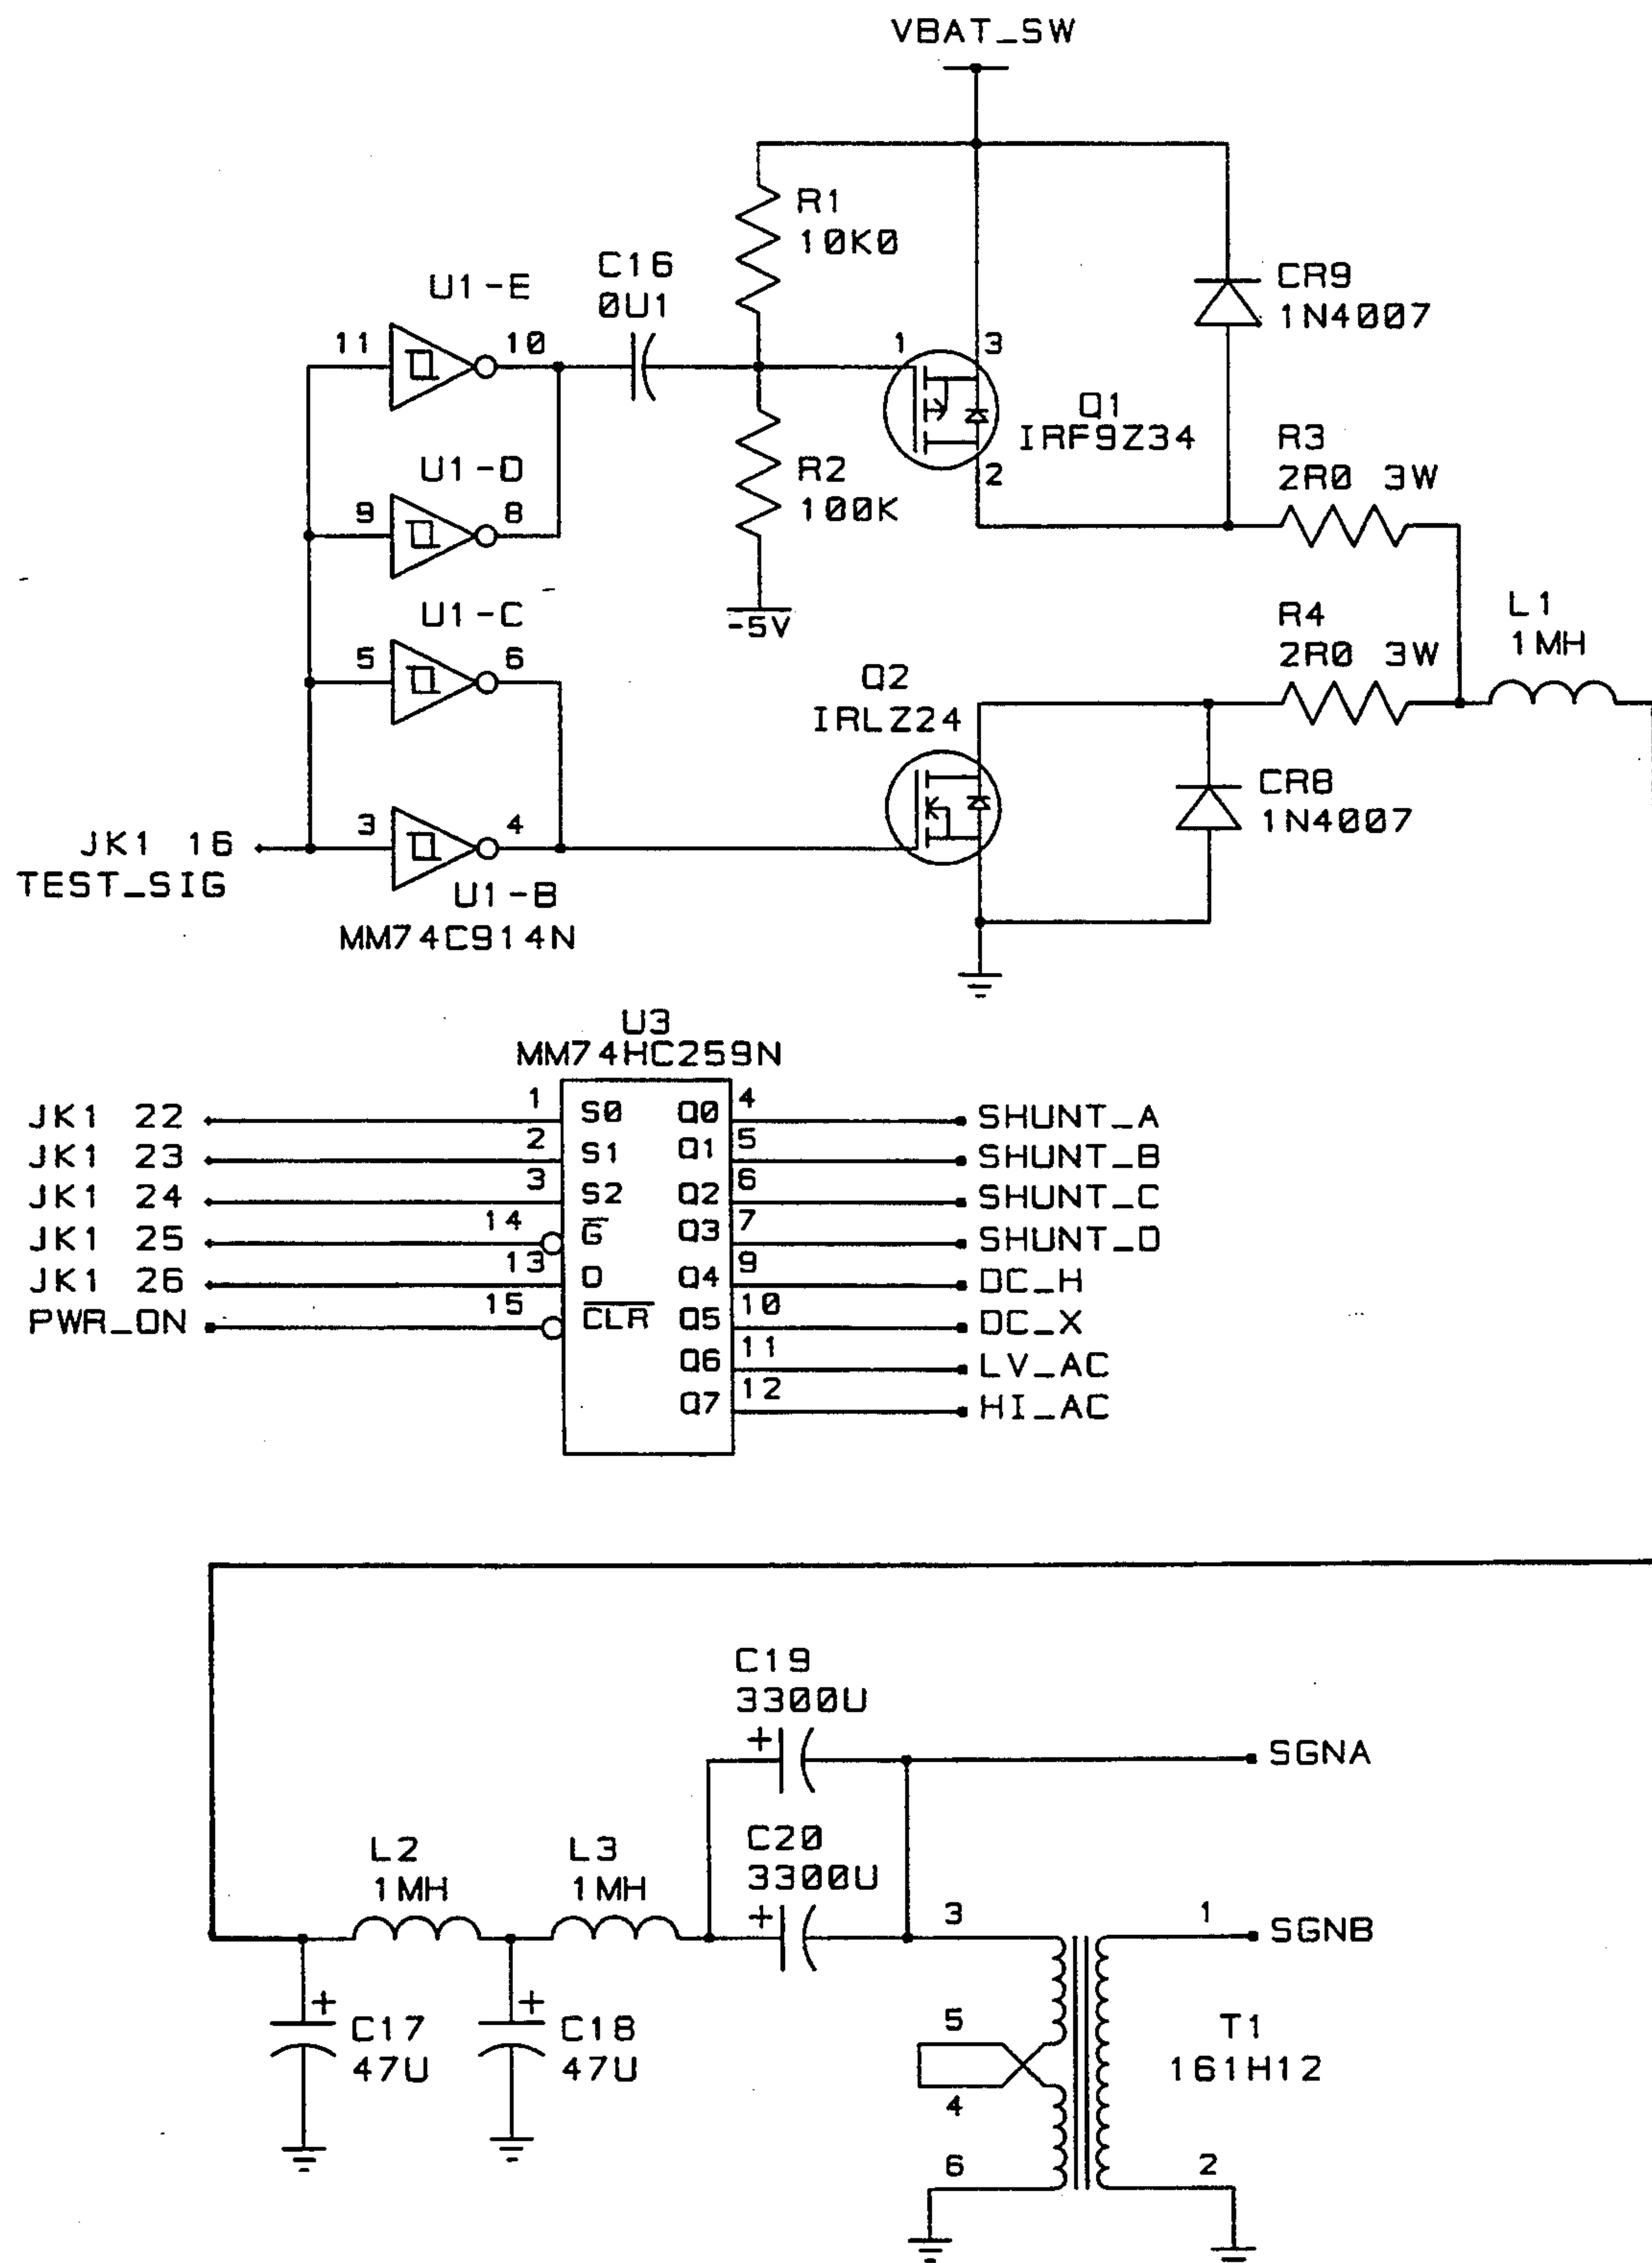 VBAT_SW
R1
10K0
C16
0U1
U1-E
11
10
1
3
CR9
1N4007
Q1
IRF9Z34
2
R3
2R0 3W
U1-D
9
8
R2
100K
-5V
U1-C
5
6
R4
2R0 3W
L1
1MH
Q2
IRLZ24
CR8
1N4007
JK1 16
TEST_SIG
3
4
U1-B
MM74C914N
U3
MM74HC259N
JK1 22 1 S0 Q0 4 SHUNT_A
JK1 23 2 S1 Q1 5 SHUNT_B
JK1 24 3 S2 Q2 6 SHUNT_C
JK1 25 14 G Q3 7 SHUNT_D
JK1 26 13 D Q4 9 DC_H
PWR_ON 15 CLR Q5 10 DC_X
Q6 11 LV_AC
Q7 12 HI_AC
C19
3300U
+
SGNA
C20
3300U
+
L2
1MH
L3
1MH
3
1
SGNB
+
C17
47U
+
C18
47U
5
4
T1
161H12
6
2